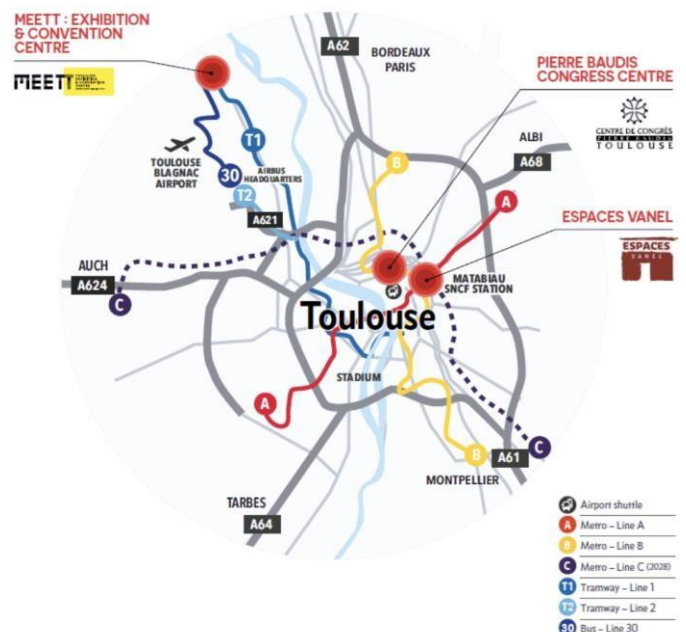 MEETT : EXHIBITION
& CONVENTION
CENTRE
MEETT
A62
BORDEAUX
PARIS
PIERRE BAUDIS
CONGRESS CENTRE
CENTRE DE CONGRÈS
PIERRE BAUDIS
TOULOUSE
T1
B
ALBI
A68
TOULOUSE
BLAGNAC
AIRPORT
30
AIRBUS
HEADQUARTERS
T2
A
A621
ESPACES VANEL
ESPACES
VANEL
AUCH
A624
C
MATABIAU
SNCF STATION
Toulouse
STADIUM
A
B
A61
C
MONTPELLIER
TARBES
A64
Airport shuttle
A Metro – Line A
B Metro – Line B
C Metro – Line C (2028)
T1 Tramway – Line 1
T2 Tramway – Line 2
30 Bus – Line 30